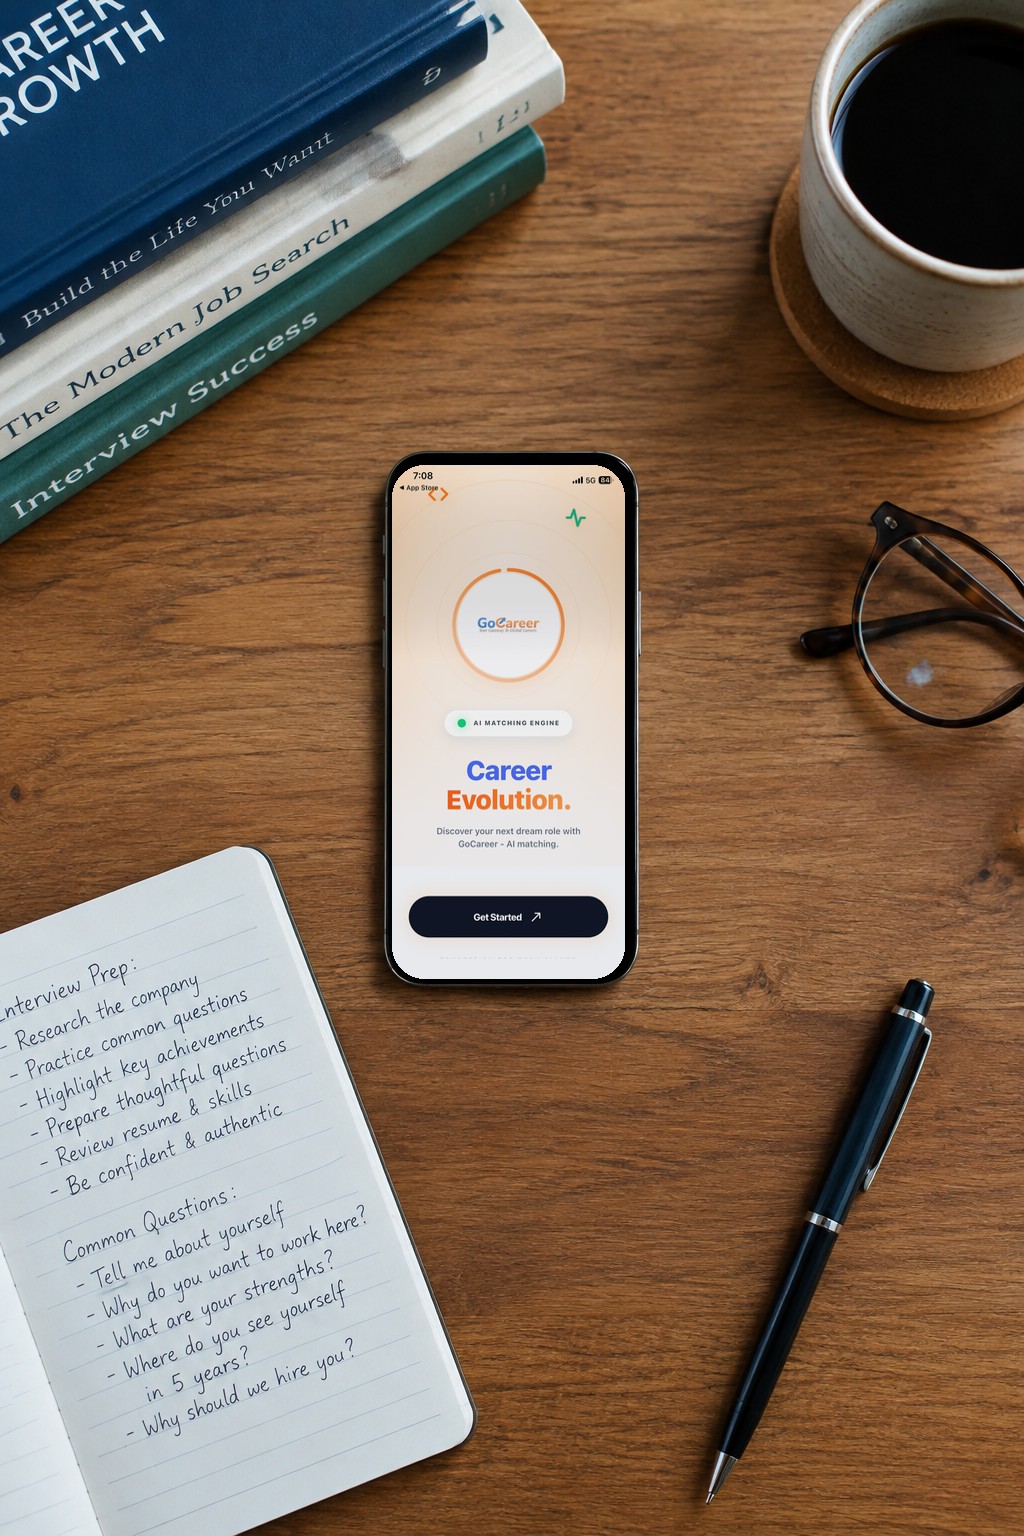 AREER
ROWTH
Build the Life You Wannt
The Modern Job Search
Interview Success
7:08
5G 84
App Store
GoCareer
AI MATCHING ENGINE
Career
Evolution.
Discover your next dream role with
GoCareer - AI matching.
Get Started
Interview Prep:
- Research the company
- Practice common questions
- Highlight key achievements
- Prepare thoughtful questions
- Review resume & skills
- Be confident & authentic
Common Questions:
- Tell me about yourself
- Why do you want to work here?
- What are your strengths?
- Where do you see yourself
in 5 years?
- Why should we hire you?